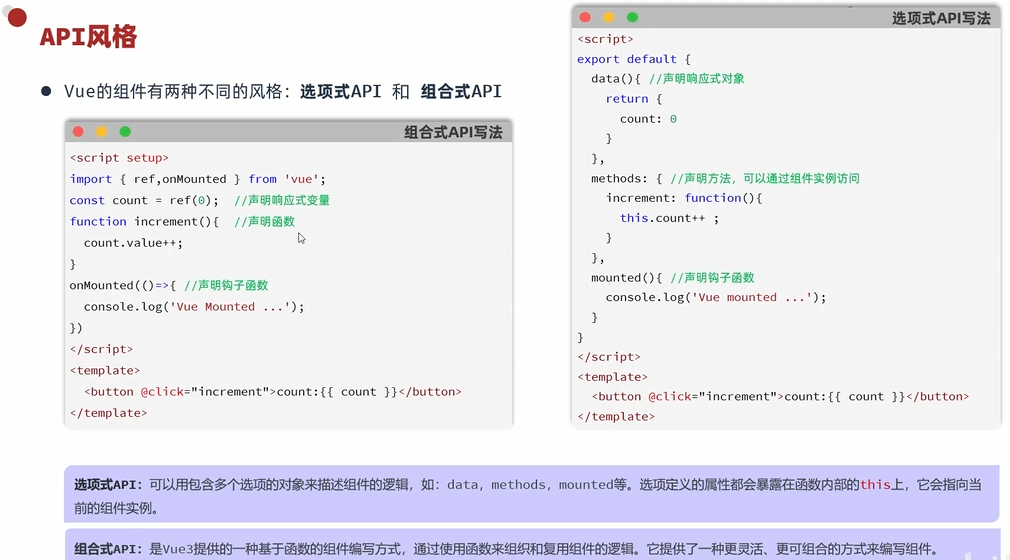 API风格
Vue的组件有两种不同的风格：选项式API 和 组合式API
组合式API写法
<script setup>
import { ref,onMounted } from 'vue';
const count = ref(0);  //声明响应式变量
function increment(){  //声明函数
  count.value++;
}
onMounted(()=>{ //声明钩子函数
  console.log('Vue Mounted ...');
})
</script>
<template>
  <button @click="increment">count:{{ count }}</button>
</template>
选项式API写法
<script>
export default {
  data(){ //声明响应式对象
    return {
      count: 0
    }
  },
  methods: { //声明方法，可以通过组件实例访问
    increment: function(){
      this.count++ ;
    }
  },
  mounted(){ //声明钩子函数
    console.log('Vue mounted ...');
  }
}
</script>
<template>
  <button @click="increment">count:{{ count }}</button>
</template>
选项式API：可以用包含多个选项的对象来描述组件的逻辑，如：data，methods，mounted等。选项定义的属性都会暴露在函数内部的this上，它会指向当
前的组件实例。
组合式API：是Vue3提供的一种基于函数的组件编写方式，通过使用函数来组织和复用组件的逻辑。它提供了一种更灵活、更可组合的方式来编写组件。